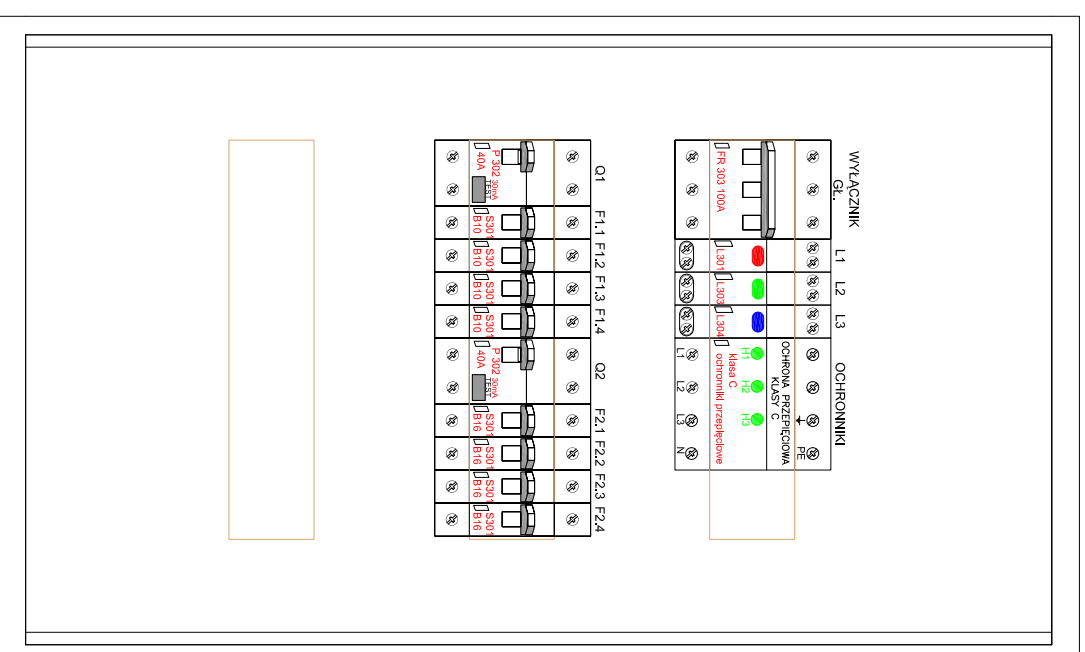 WYŁĄCZNIK
GŁ.
L1
L2
L3
OCHRONNIKI
FR 303 100A
L301
L303
L304
klasa C
ochronniki przepięciowe
H1
H2
H3
OCHRONA PRZEPIĘCIOWA
KLASY C
PE
L1
L2
L3
N
Q1
F1.1
F1.2
F1.3
F1.4
Q2
F2.1
F2.2
F2.3
F2.4
P 302 30mA
40A
TEST
S301
B10
S301
B10
S301
B10
S301
B10
P 302 30mA
40A
TEST
S301
B16
S301
B16
S301
B16
S301
B16